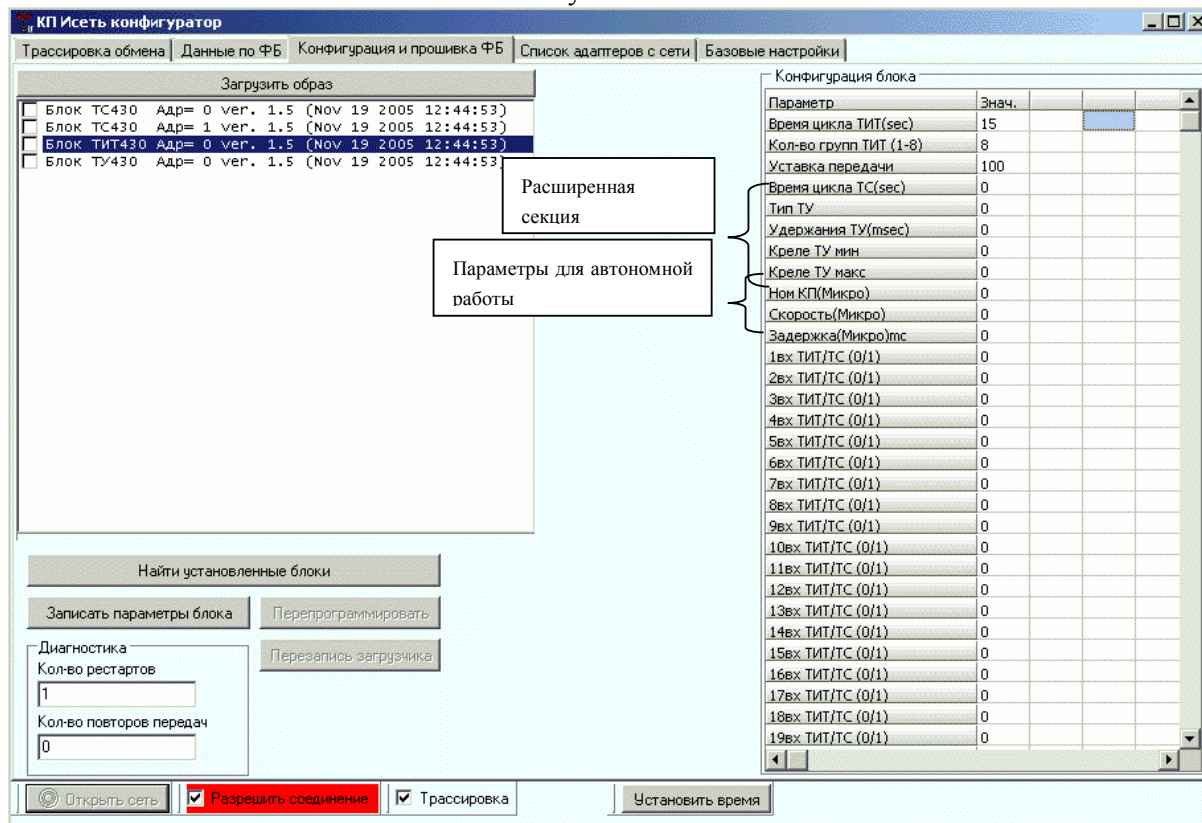 КП Исеть конфигуратор
Трассировка обмена
Данные по ФБ
Конфигурация и прошивка ФБ
Список адаптеров с сети
Базовые настройки
Загрузить образ
Блок ТС430 Адр= 0 ver. 1.5 (Nov 19 2005 12:44:53)
Блок ТС430 Адр= 1 ver. 1.5 (Nov 19 2005 12:44:53)
Блок ТИТ430 Адр= 0 ver. 1.5 (Nov 19 2005 12:44:53)
Блок ТУ430 Адр= 0 ver. 1.5 (Nov 19 2005 12:44:53)
Расширенная
секция
Параметры для автономной
работы
Найти установленные блоки
Записать параметры блока
Перепрограммировать
Перезапись загрузчика
Диагностика
Кол-во рестартов
1
Кол-во повторов передач
0
Конфигурация блока
Параметр Знач.
Время цикла ТИТ(sec) 15
Кол-во групп ТИТ (1-8) 8
Уставка передачи 100
Время цикла ТС(sec) 0
Тип ТУ 0
Удержания ТУ(msec) 0
Креле ТУ мин 0
Креле ТУ макс 0
Ном КП(Микро) 0
Скорость(Микро) 0
Задержка(Микро)мс 0
1вх ТИТ/ТС (0/1) 0
2вх ТИТ/ТС (0/1) 0
3вх ТИТ/ТС (0/1) 0
4вх ТИТ/ТС (0/1) 0
5вх ТИТ/ТС (0/1) 0
6вх ТИТ/ТС (0/1) 0
7вх ТИТ/ТС (0/1) 0
8вх ТИТ/ТС (0/1) 0
9вх ТИТ/ТС (0/1) 0
10вх ТИТ/ТС (0/1) 0
11вх ТИТ/ТС (0/1) 0
12вх ТИТ/ТС (0/1) 0
13вх ТИТ/ТС (0/1) 0
14вх ТИТ/ТС (0/1) 0
15вх ТИТ/ТС (0/1) 0
16вх ТИТ/ТС (0/1) 0
17вх ТИТ/ТС (0/1) 0
18вх ТИТ/ТС (0/1) 0
19вх ТИТ/ТС (0/1) 0
Открыть сеть
Разрешить соединение
Трассировка
Установить время